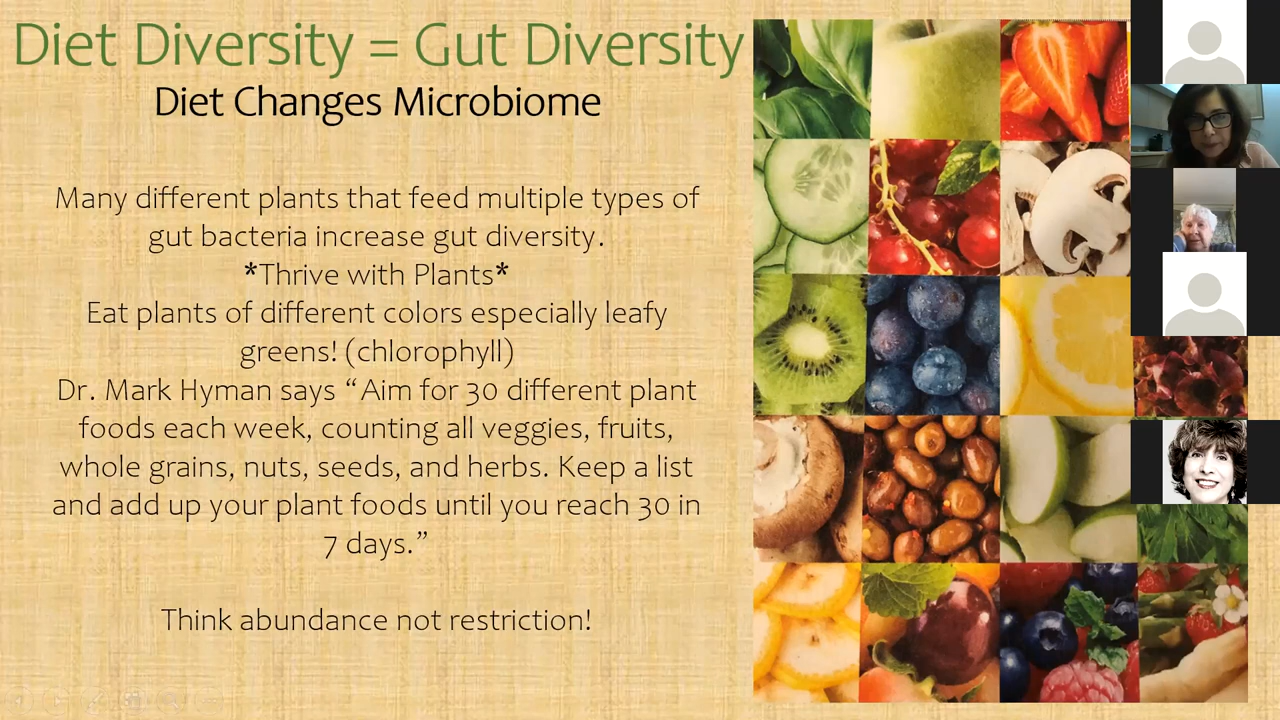 Diet Diversity = Gut Diversity
Diet Changes Microbiome
Many different plants that feed multiple types of
gut bacteria increase gut diversity.
*Thrive with Plants*
Eat plants of different colors especially leafy
greens! (chlorophyll)
Dr. Mark Hyman says “Aim for 30 different plant
foods each week, counting all veggies, fruits,
whole grains, nuts, seeds, and herbs. Keep a list
and add up your plant foods until you reach 30 in
7 days.”
Think abundance not restriction!